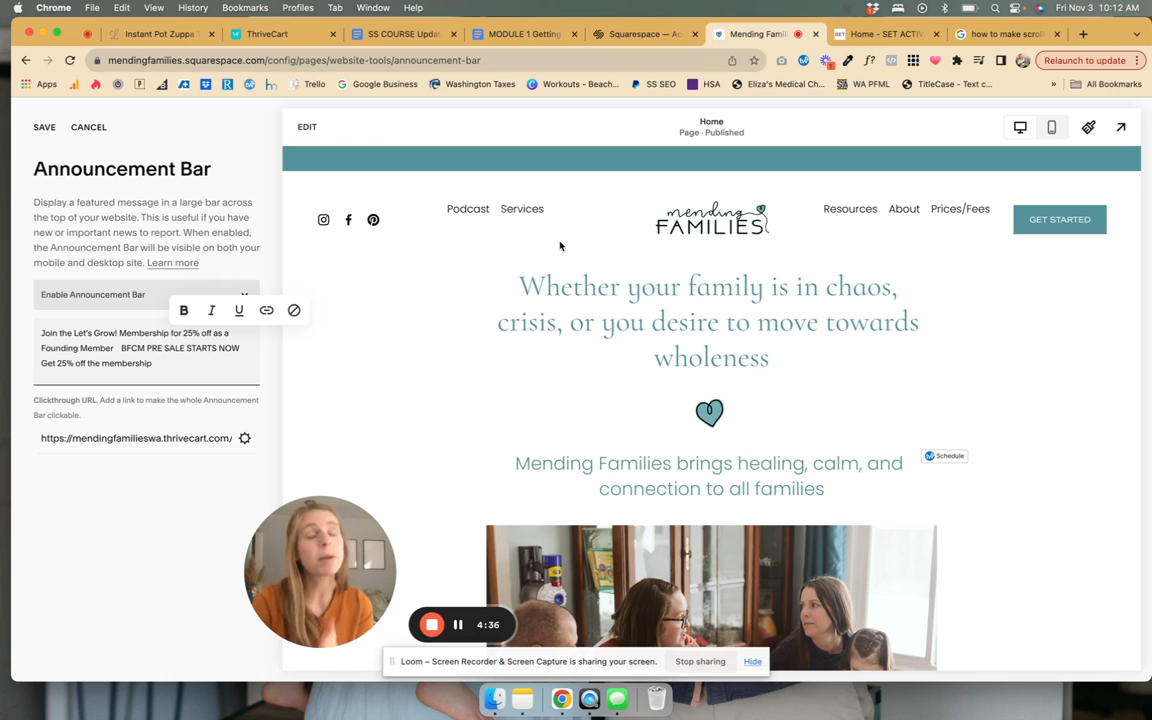 Chrome File Edit View History Bookmarks Profiles Tab Window Help
Fri Nov 3 10:12 AM
Instant Pot Zuppa T
ThriveCart
SS COURSE Updat
MODULE 1 Getting
Squarespace — Ac
Mending Famili
Home - SET ACTIV
how to make scroll
mendingfamilies.squarespace.com/config/pages/website-tools/announcement-bar
Relaunch to update
Apps
Trello
Google Business
Washington Taxes
Workouts - Beach...
SS SEO
HSA
Eliza's Medical Ch...
WA PFML
TitleCase - Text c...
»
All Bookmarks
SAVE CANCEL
EDIT
Home
Page · Published
Announcement Bar
Display a featured message in a large bar across
the top of your website. This is useful if you have
new or important news to report. When enabled,
the Announcement Bar will be visible on both your
mobile and desktop site. Learn more
Enable Announcement Bar
B I U
Join the Let's Grow! Membership for 25% off as a
Founding Member BFCM PRE SALE STARTS NOW
Get 25% off the membership
Clickthrough URL. Add a link to make the whole Announcement
Bar clickable.
https://mendingfamilieswa.thrivecart.com/
Podcast Services
mending
FAMILIES
Resources About Prices/Fees
GET STARTED
Whether your family is in chaos,
crisis, or you desire to move towards
wholeness
Schedule
Mending Families brings healing, calm, and
connection to all families
4:36
Loom – Screen Recorder & Screen Capture is sharing your screen.
Stop sharing
Hide